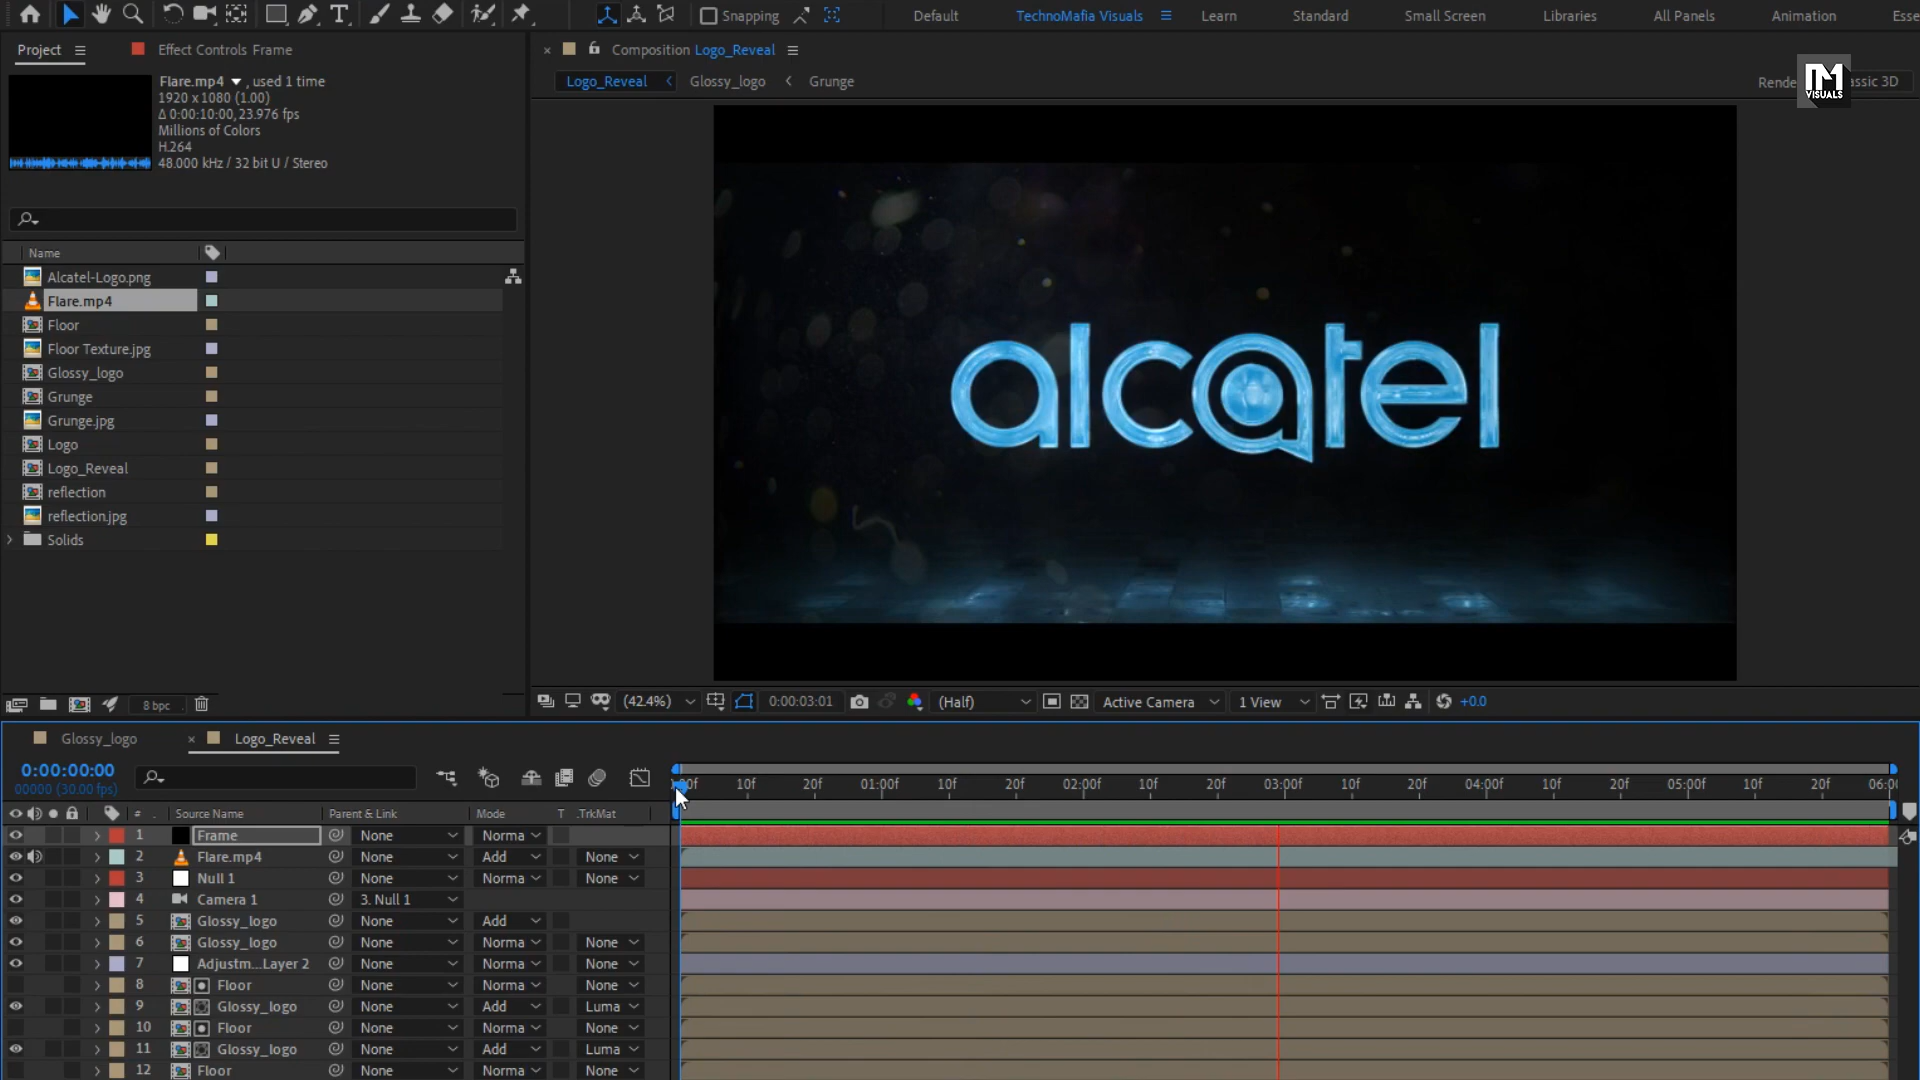 Snapping
Default
TechnoMafia Visuals
Learn
Standard
Small Screen
Libraries
All Panels
Animation
Esse
Project
Effect Controls Frame
Composition Logo_Reveal
Flare.mp4 , used 1 time
1920 x 1080 (1.00)
Δ 0:00:10:00, 23.976 fps
Millions of Colors
H.264
48.000 kHz / 32 bit U / Stereo
Logo_Reveal
Glossy_logo
Grunge
Rende
assic 3D
VISUALS
Name
Alcatel-Logo.png
Flare.mp4
Floor
Floor Texture.jpg
Glossy_logo
Grunge
Grunge.jpg
Logo
Logo_Reveal
reflection
reflection.jpg
Solids
alcatel
8 bpc
(42.4%)
0:00:03:01
(Half)
Active Camera
1 View
+0.0
Glossy_logo
Logo_Reveal
0:00:00:00
00000 (30.00 fps)
00f 10f 20f 01:00f 10f 20f 02:00f 10f 20f 03:00f 10f 20f 04:00f 10f 20f 05:00f 10f 20f 06:00
# Source Name Parent & Link Mode T .TrkMat
1 Frame None Norma
2 Flare.mp4 None Add None
3 Null 1 None Norma None
4 Camera 1 3. Null 1
5 Glossy_logo None Add
6 Glossy_logo None Norma None
7 Adjustm...Layer 2 None Norma None
8 Floor None Norma None
9 Glossy_logo None Add Luma
10 Floor None Norma None
11 Glossy_logo None Add Luma
12 Floor None Norma None